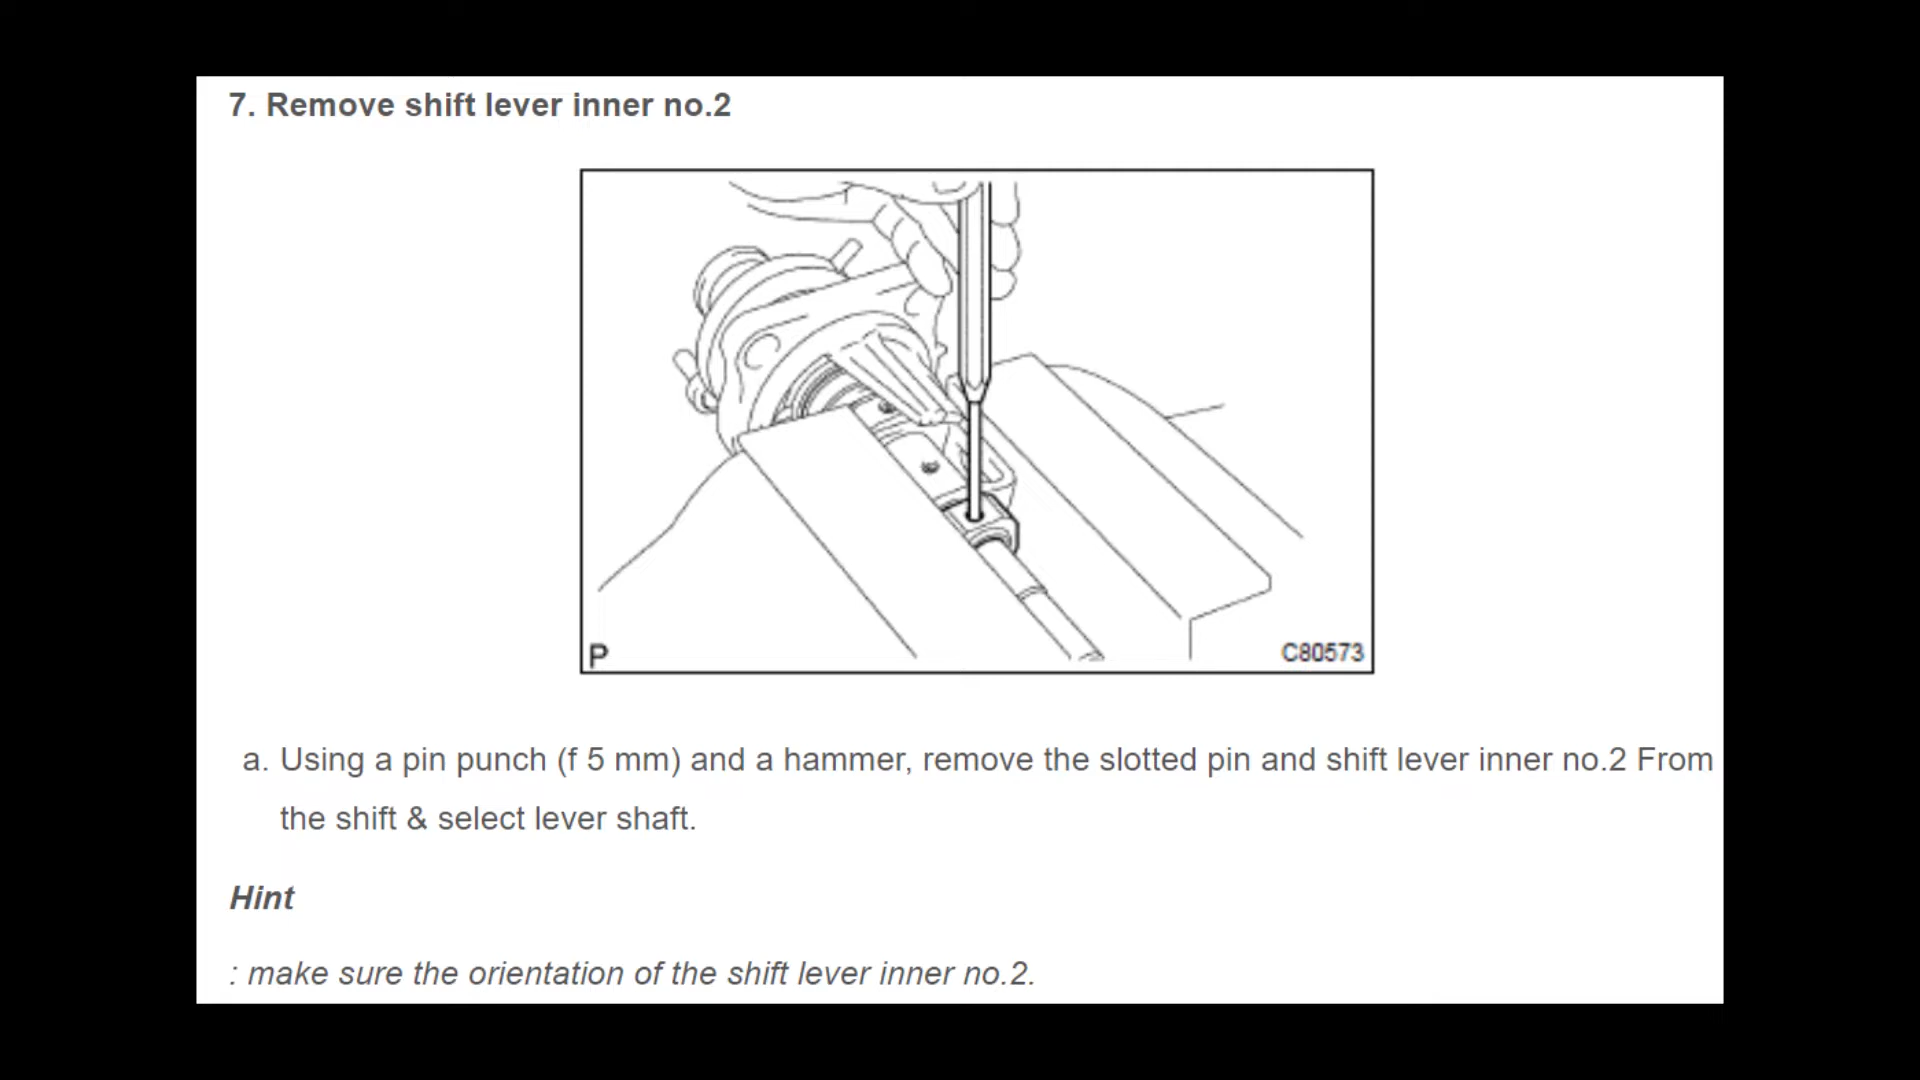 7. Remove shift lever inner no.2
P
C80573
a. Using a pin punch (f 5 mm) and a hammer, remove the slotted pin and shift lever inner no.2 From
the shift & select lever shaft.
Hint
: make sure the orientation of the shift lever inner no.2.